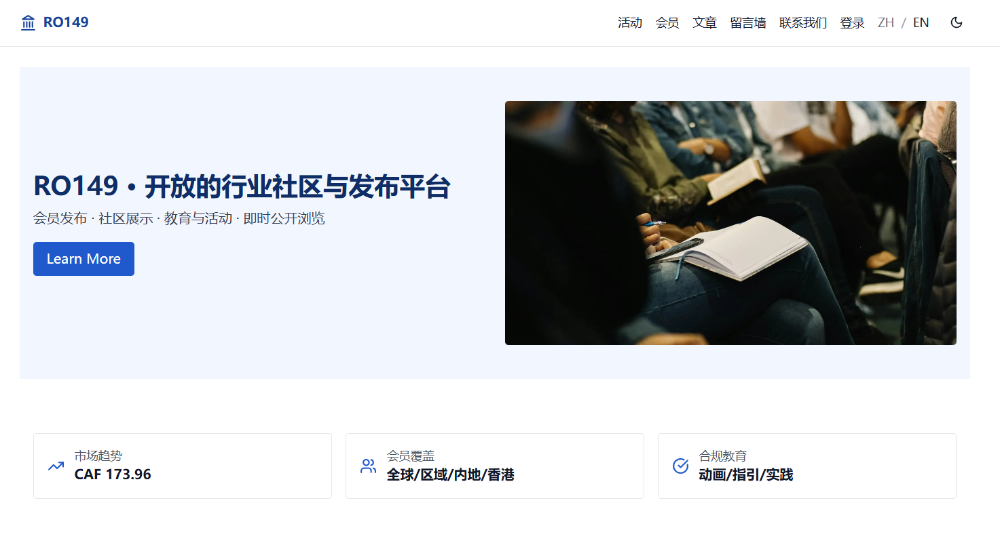 RO149
活动 会员 文章 留言墙 联系我们 登录 ZH / EN
RO149 • 开放的行业社区与发布平台
会员发布 · 社区展示 · 教育与活动 · 即时公开浏览
Learn More
市场趋势
CAF 173.96
会员覆盖
全球/区域/内地/香港
合规教育
动画/指引/实践